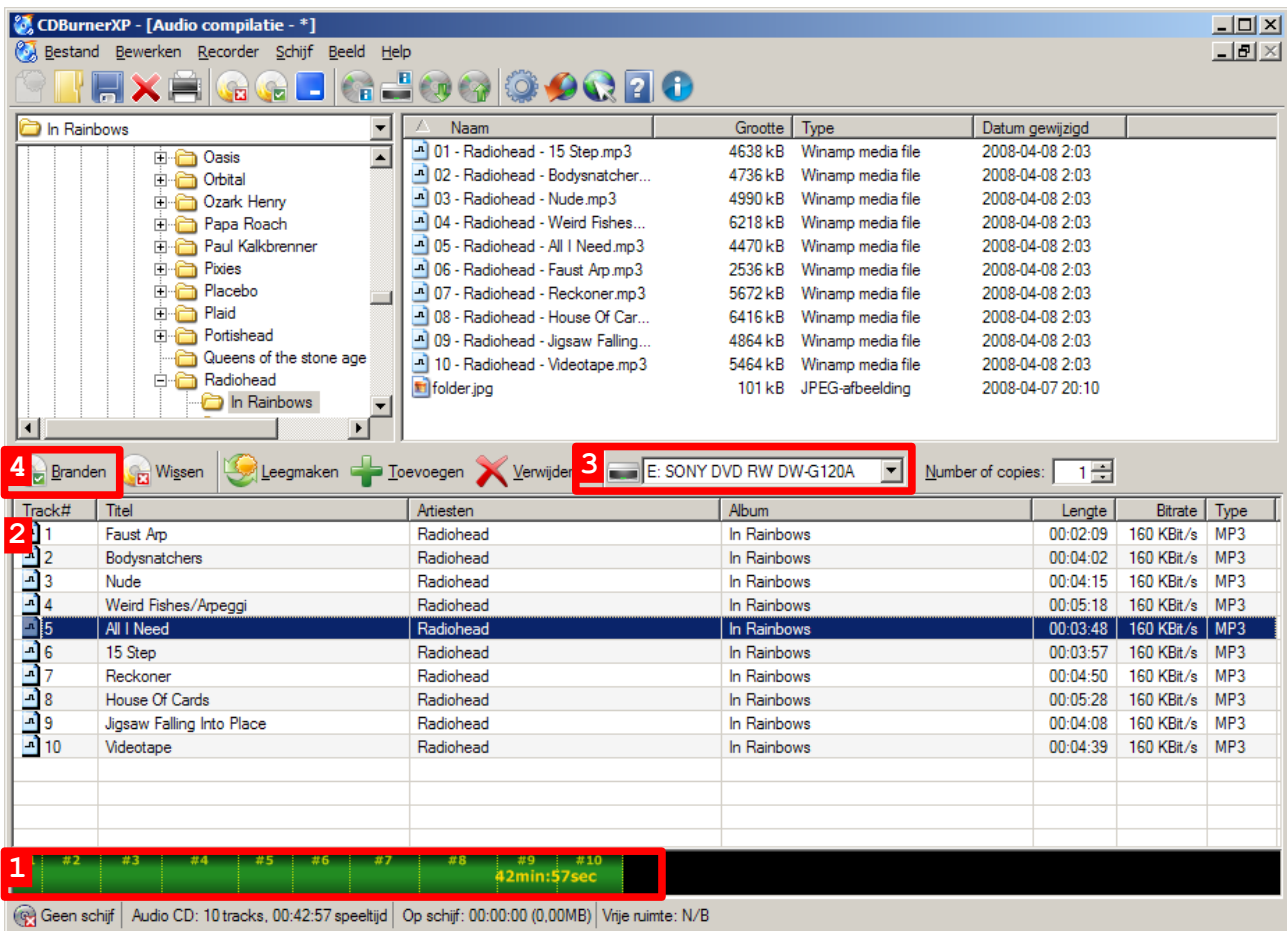 CDBurnerXP - [Audio compilatie - *]
Bestand Bewerken Recorder Schijf Beeld Help
In Rainbows
Oasis
Orbital
Ozark Henry
Papa Roach
Paul Kalkbrenner
Pixies
Placebo
Plaid
Portishead
Queens of the stone age
Radiohead
In Rainbows
Naam Grootte Type Datum gewijzigd
01 - Radiohead - 15 Step.mp3 4638 kB Winamp media file 2008-04-08 2:03
02 - Radiohead - Bodysnatcher... 4736 kB Winamp media file 2008-04-08 2:03
03 - Radiohead - Nude.mp3 4990 kB Winamp media file 2008-04-08 2:03
04 - Radiohead - Weird Fishes... 6218 kB Winamp media file 2008-04-08 2:03
05 - Radiohead - All I Need.mp3 4470 kB Winamp media file 2008-04-08 2:03
06 - Radiohead - Faust Arp.mp3 2536 kB Winamp media file 2008-04-08 2:03
07 - Radiohead - Reckoner.mp3 5672 kB Winamp media file 2008-04-08 2:03
08 - Radiohead - House Of Car... 6416 kB Winamp media file 2008-04-08 2:03
09 - Radiohead - Jigsaw Falling... 4864 kB Winamp media file 2008-04-08 2:03
10 - Radiohead - Videotape.mp3 5464 kB Winamp media file 2008-04-08 2:03
folder.jpg 101 kB JPEG-afbeelding 2008-04-07 20:10
4 Branden Wissen Leegmaken Toevoegen Verwijder 3 E: SONY DVD RW DW-G120A Number of copies: 1
Track# Titel Artiesten Album Lengte Bitrate Type
2 1 Faust Arp Radiohead In Rainbows 00:02:09 160 KBit/s MP3
2 Bodysnatchers Radiohead In Rainbows 00:04:02 160 KBit/s MP3
3 Nude Radiohead In Rainbows 00:04:15 160 KBit/s MP3
4 Weird Fishes/Arpeggi Radiohead In Rainbows 00:05:18 160 KBit/s MP3
5 All I Need Radiohead In Rainbows 00:03:48 160 KBit/s MP3
6 15 Step Radiohead In Rainbows 00:03:57 160 KBit/s MP3
7 Reckoner Radiohead In Rainbows 00:04:50 160 KBit/s MP3
8 House Of Cards Radiohead In Rainbows 00:05:28 160 KBit/s MP3
9 Jigsaw Falling Into Place Radiohead In Rainbows 00:04:08 160 KBit/s MP3
10 Videotape Radiohead In Rainbows 00:04:39 160 KBit/s MP3
1 #2 #3 #4 #5 #6 #7 #8 #9 #10
42min:57sec
Geen schijf Audio CD: 10 tracks, 00:42:57 speeltijd Op schijf: 00:00:00 (0,00MB) Vrije ruimte: N/B